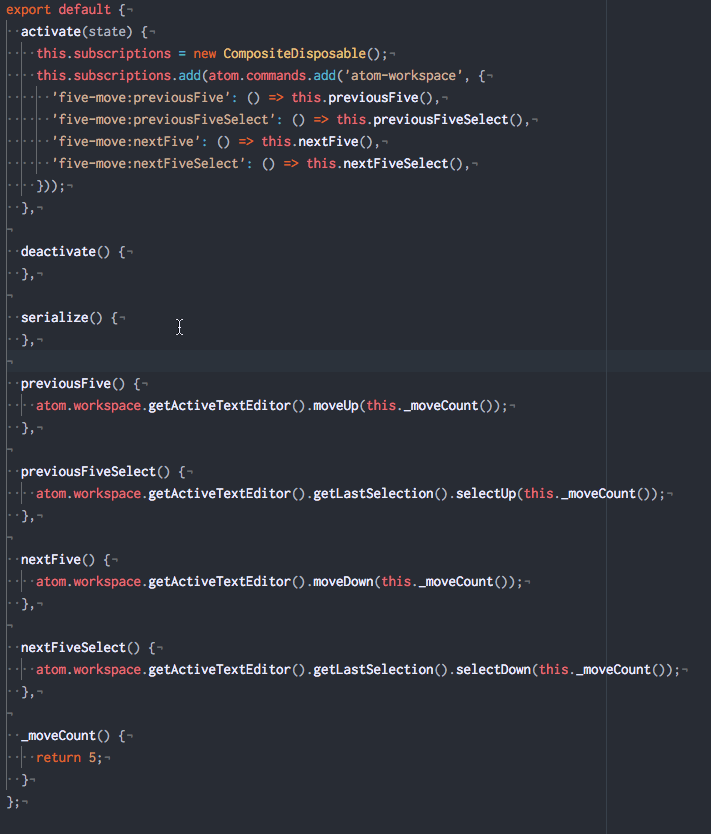 export default {
  activate(state) {
    this.subscriptions = new CompositeDisposable();
    this.subscriptions.add(atom.commands.add('atom-workspace', {
      'five-move:previousFive': () => this.previousFive(),
      'five-move:previousFiveSelect': () => this.previousFiveSelect(),
      'five-move:nextFive': () => this.nextFive(),
      'five-move:nextFiveSelect': () => this.nextFiveSelect(),
    }));
  },

  deactivate() {
  },

  serialize() {
  },

  previousFive() {
    atom.workspace.getActiveTextEditor().moveUp(this._moveCount());
  },

  previousFiveSelect() {
    atom.workspace.getActiveTextEditor().getLastSelection().selectUp(this._moveCount());
  },

  nextFive() {
    atom.workspace.getActiveTextEditor().moveDown(this._moveCount());
  },

  nextFiveSelect() {
    atom.workspace.getActiveTextEditor().getLastSelection().selectDown(this._moveCount());
  },

  _moveCount() {
    return 5;
  }
};